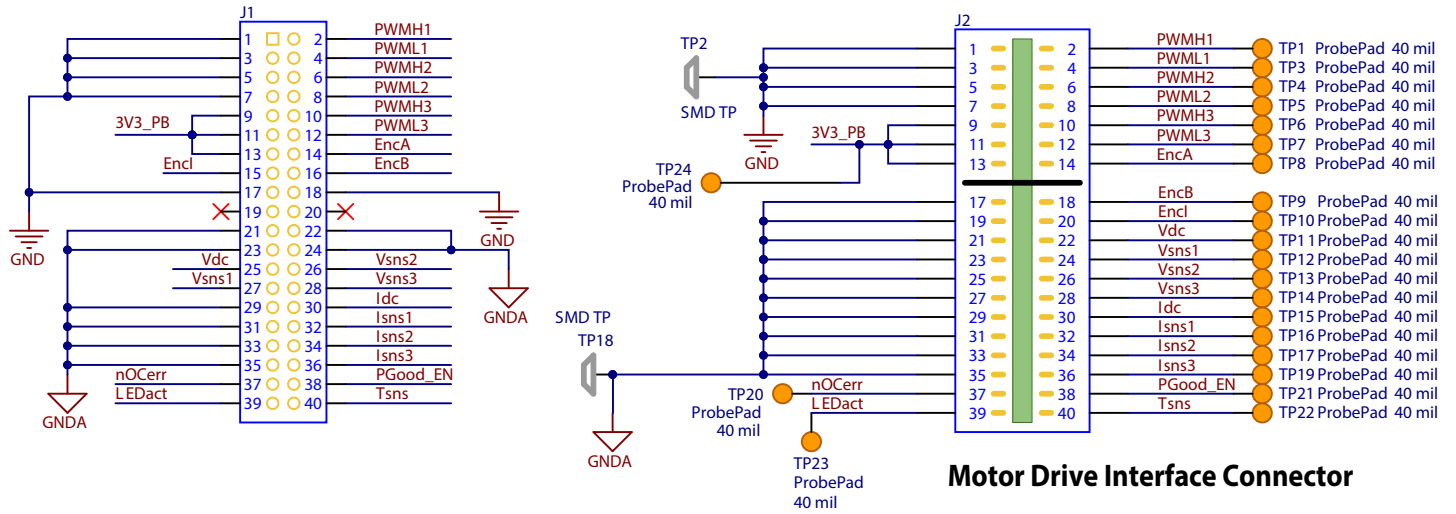 J1
1 2 PWMH1
3 4 PWML1
5 6 PWMH2
7 8 PWML2
9 10 PWMH3
3V3_PB 11 12 PWML3
13 14 EncA
EncI 15 16 EncB
17 18
19 20
GND
21 22
GND
23 24
Vdc 25 26 Vsns2
Vsns1 27 28 Vsns3
29 30 Idc
GNDA
31 32 Isns1
33 34 Isns2
35 36 Isns3
nOCerr 37 38 PGood_EN
LEDact 39 40 Tsns
GNDA
J2
TP2
SMD TP
GND
1 2 PWMH1 TP1 ProbePad 40 mil
3 4 PWML1 TP3 ProbePad 40 mil
5 6 PWMH2 TP4 ProbePad 40 mil
7 8 PWML2 TP5 ProbePad 40 mil
9 10 PWMH3 TP6 ProbePad 40 mil
3V3_PB 11 12 PWML3 TP7 ProbePad 40 mil
13 14 EncA TP8 ProbePad 40 mil
TP24
ProbePad
40 mil
17 18 EncB TP9 ProbePad 40 mil
19 20 EncI TP10 ProbePad 40 mil
21 22 Vdc TP11 ProbePad 40 mil
23 24 Vsns1 TP12 ProbePad 40 mil
25 26 Vsns2 TP13 ProbePad 40 mil
27 28 Vsns3 TP14 ProbePad 40 mil
29 30 Idc TP15 ProbePad 40 mil
31 32 Isns1 TP16 ProbePad 40 mil
33 34 Isns2 TP17 ProbePad 40 mil
35 36 Isns3 TP19 ProbePad 40 mil
nOCerr 37 38 PGood_EN TP21 ProbePad 40 mil
LEDact 39 40 Tsns TP22 ProbePad 40 mil
SMD TP
TP18
GNDA
TP20
ProbePad
40 mil
TP23
ProbePad
40 mil
Motor Drive Interface Connector